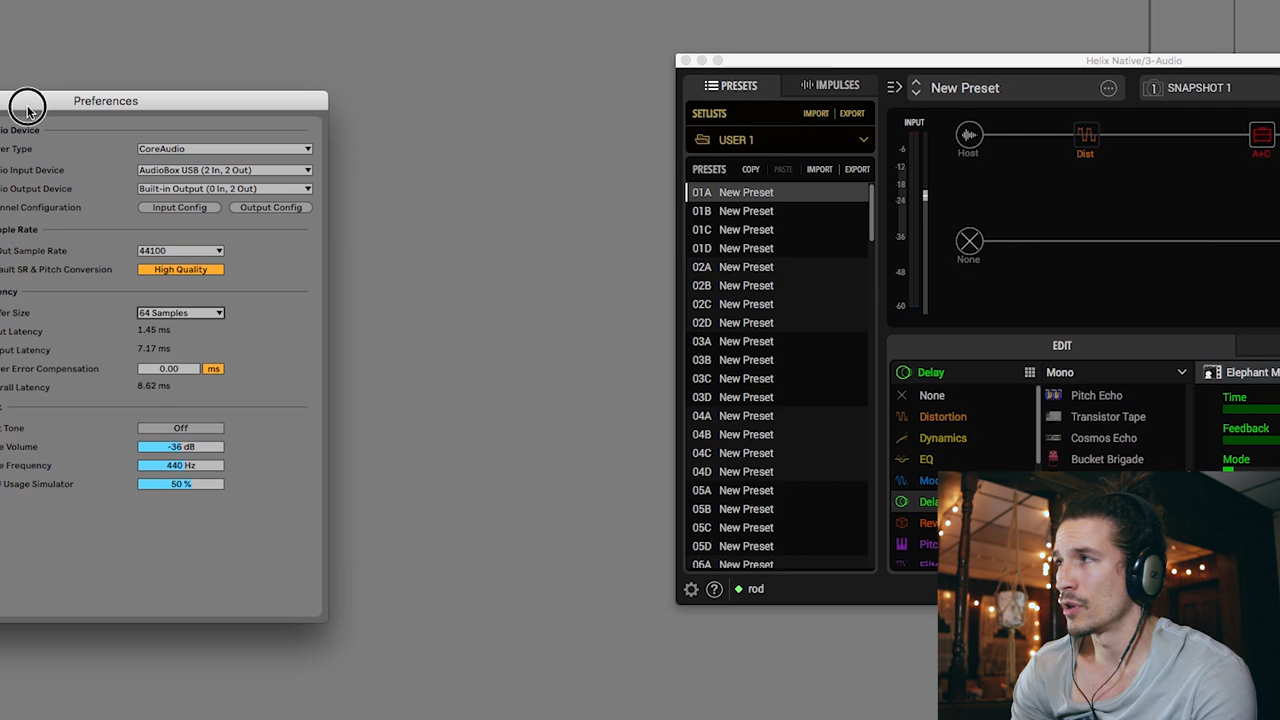 Preferences
io Device
er Type
CoreAudio
io Input Device
AudioBox USB (2 In, 2 Out)
io Output Device
Built-in Output (0 In, 2 Out)
nnel Configuration
Input Config
Output Config
ple Rate
Out Sample Rate
44100
ault SR & Pitch Conversion
High Quality
ency
fer Size
64 Samples
ut Latency
1.45 ms
put Latency
7.17 ms
er Error Compensation
0.00
ms
rall Latency
8.62 ms
t
t Tone
Off
e Volume
-36 dB
e Frequency
440 Hz
J Usage Simulator
50 %
Helix Native/3-Audio
PRESETS
IMPULSES
SETLISTS
IMPORT
EXPORT
USER 1
PRESETS
COPY
PASTE
IMPORT
EXPORT
01A New Preset
01B New Preset
01C New Preset
01D New Preset
02A New Preset
02B New Preset
02C New Preset
02D New Preset
03A New Preset
03B New Preset
03C New Preset
03D New Preset
04A New Preset
04B New Preset
04C New Preset
04D New Preset
05A New Preset
05B New Preset
05C New Preset
05D New Preset
06A New Preset
rod
New Preset
1
SNAPSHOT 1
INPUT
-6
-12
-18
-24
-36
-48
-60
Host
Dist
A+C
None
EDIT
Delay
Mono
Elephant M
None
Distortion
Dynamics
EQ
Mod
Dela
Rev
Pitc
Filt
Pitch Echo
Transistor Tape
Cosmos Echo
Bucket Brigade
Time
Feedback
Mode